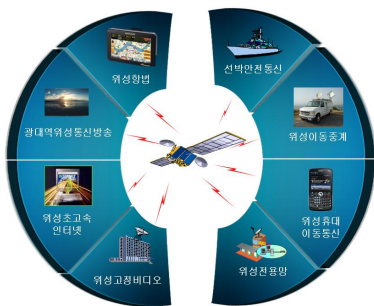 위성항법
선박안전통신
광대역위성통신방송
위성이동중계
위성초고속
인터넷
위성휴대
이동통신
위성고정비디오
위성전용망